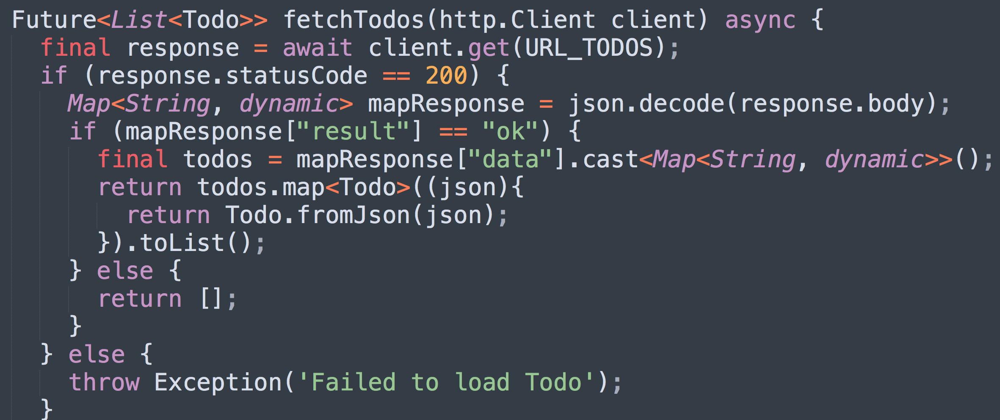 Future<List<Todo>> fetchTodos(http.Client client) async {
  final response = await client.get(URL_TODOS);
  if (response.statusCode == 200) {
    Map<String, dynamic> mapResponse = json.decode(response.body);
    if (mapResponse["result"] == "ok") {
      final todos = mapResponse["data"].cast<Map<String, dynamic>>();
      return todos.map<Todo>((json){
        return Todo.fromJson(json);
      }).toList();
    } else {
      return [];
    }
  } else {
    throw Exception('Failed to load Todo');
  }